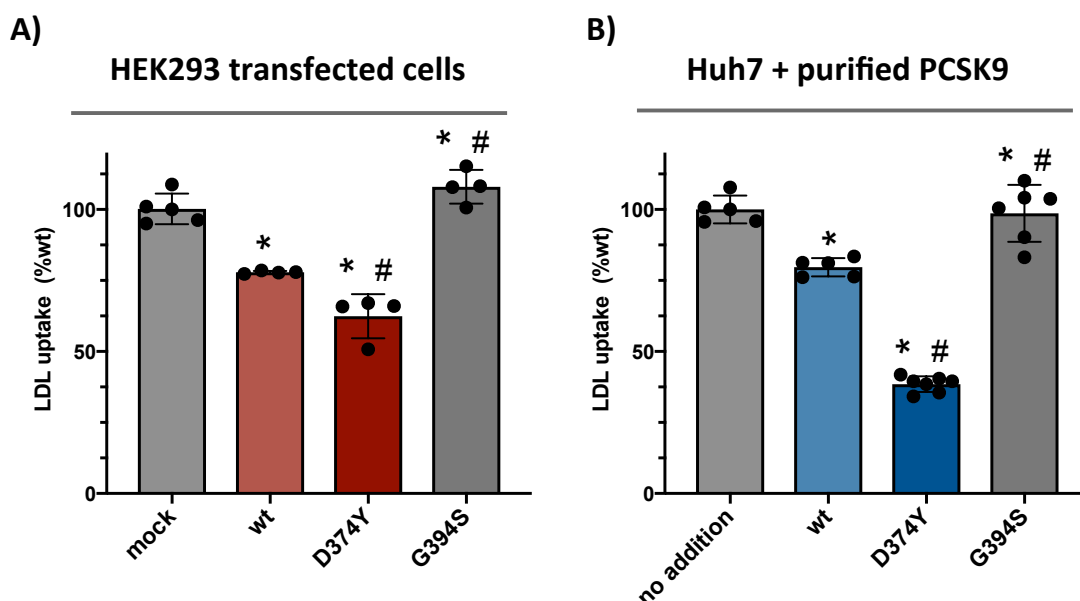 A)
HEK293 transfected cells
LDL uptake (%wt)
100
50
0
*
* #
* #
mock
wt
D374Y
G394S
B)
Huh7 + purified PCSK9
LDL uptake (%wt)
100
50
0
*
* #
* #
no addition
wt
D374Y
G394S